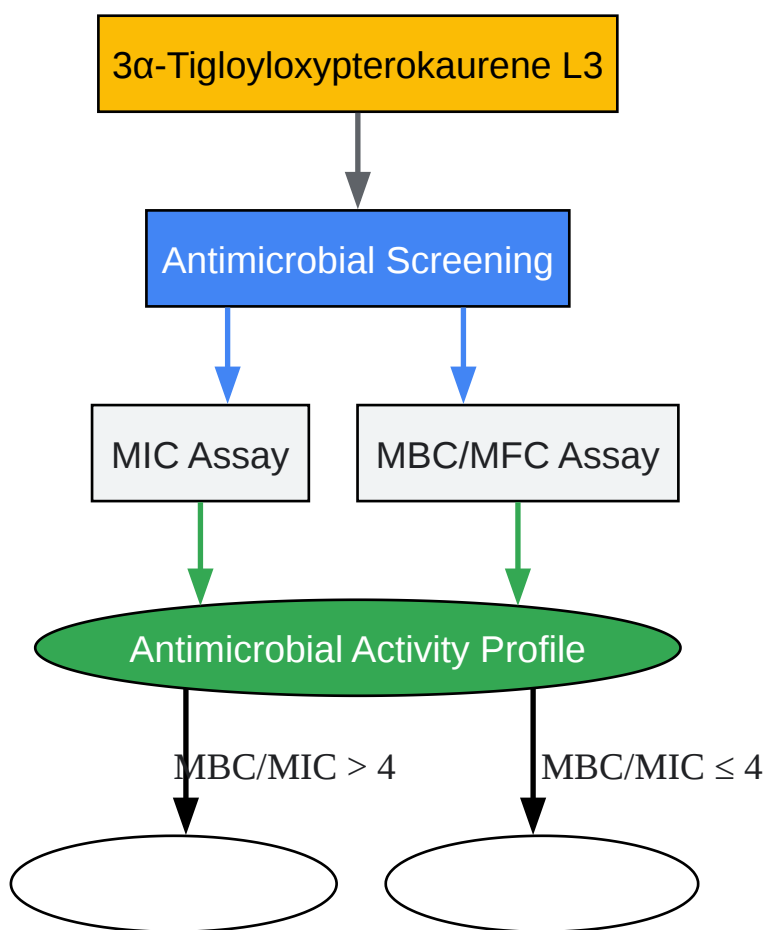 3α-Tigloyloxypterokaurene L3
Antimicrobial Screening
MIC Assay
MBC/MFC Assay
Antimicrobial Activity Profile
MBC/MIC > 4
MBC/MIC ≤ 4